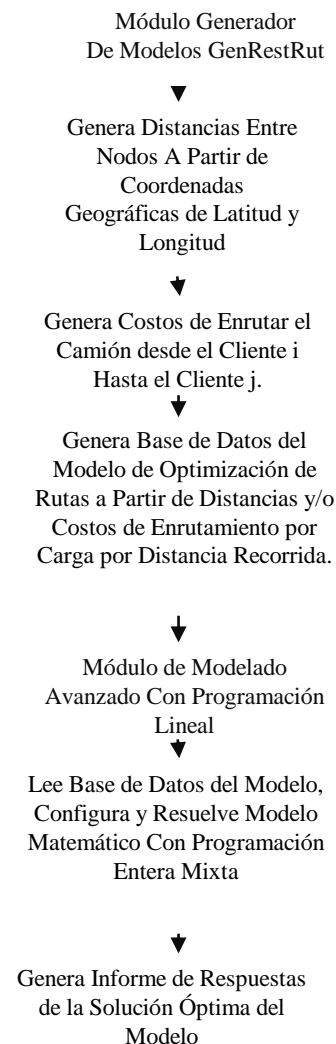 Módulo Generador
De Modelos GenRestRut
Genera Distancias Entre
Nodos A Partir de
Coordenadas
Geográficas de Latitud y
Longitud
Genera Costos de Enrutar el
Camión desde el Cliente i
Hasta el Cliente j.
Genera Base de Datos del
Modelo de Optimización de
Rutas a Partir de Distancias y/o
Costos de Enrutamiento por
Carga por Distancia Recorrida.
Módulo de Modelado
Avanzado Con Programación
Lineal
Lee Base de Datos del Modelo,
Configura y Resuelve Modelo
Matemático Con Programación
Entera Mixta
Genera Informe de Respuestas
de la Solución Óptima del
Modelo